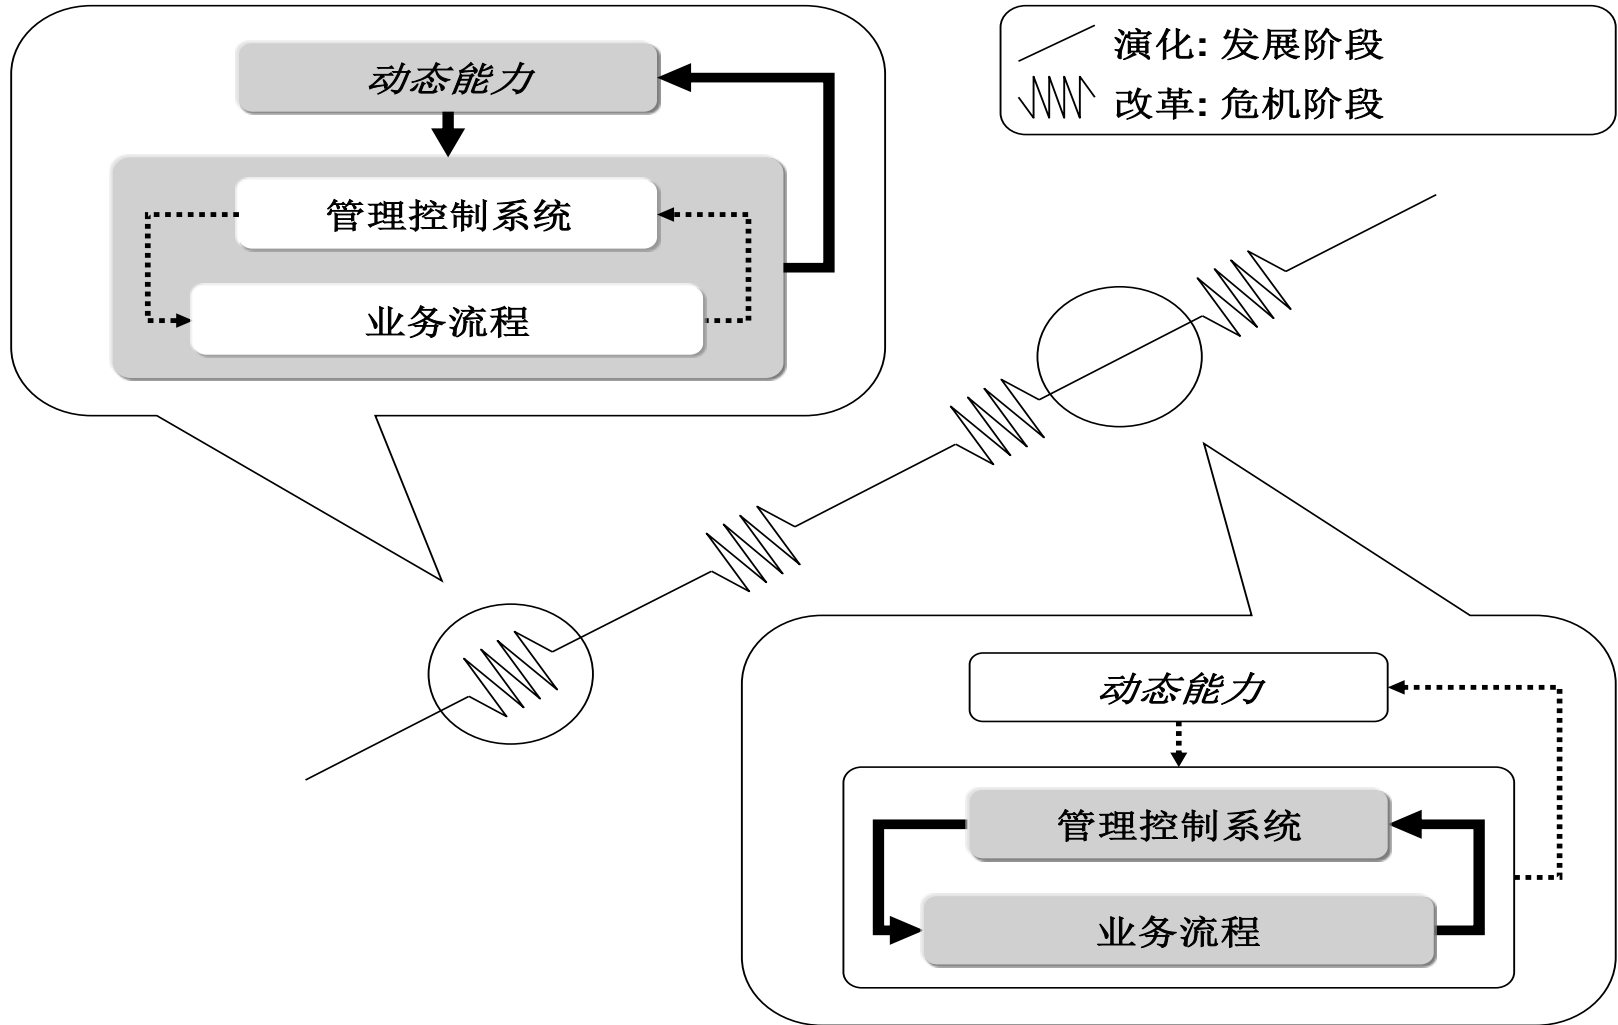 动态能力
管理控制系统
业务流程
演化: 发展阶段
改革: 危机阶段
动态能力
管理控制系统
业务流程